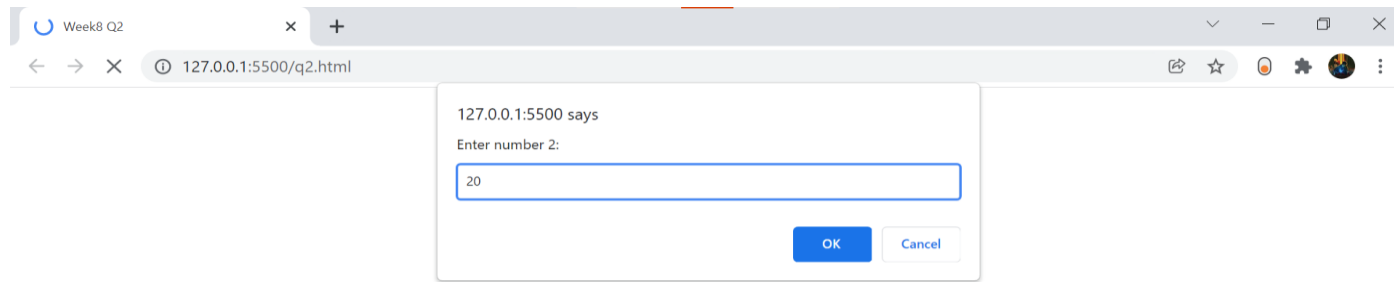 Week8 Q2
127.0.0.1:5500/q2.html
127.0.0.1:5500 says
Enter number 2:
20
OK Cancel